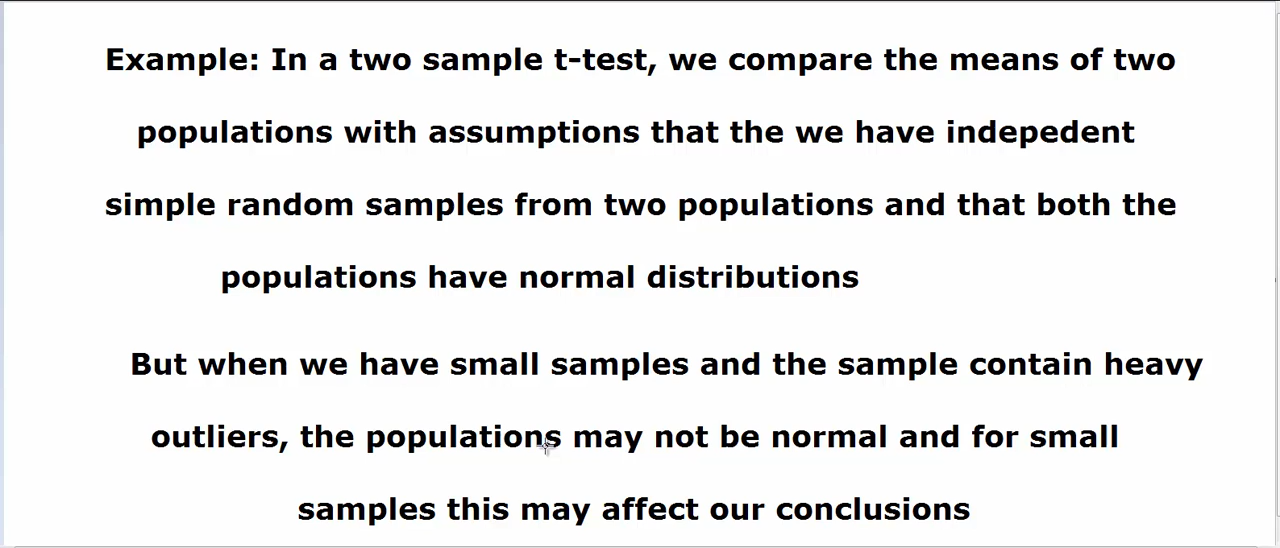 Example: In a two sample t-test, we compare the means of two
populations with assumptions that the we have indepedent
simple random samples from two populations and that both the
populations have normal distributions
But when we have small samples and the sample contain heavy
outliers, the populations may not be normal and for small
samples this may affect our conclusions